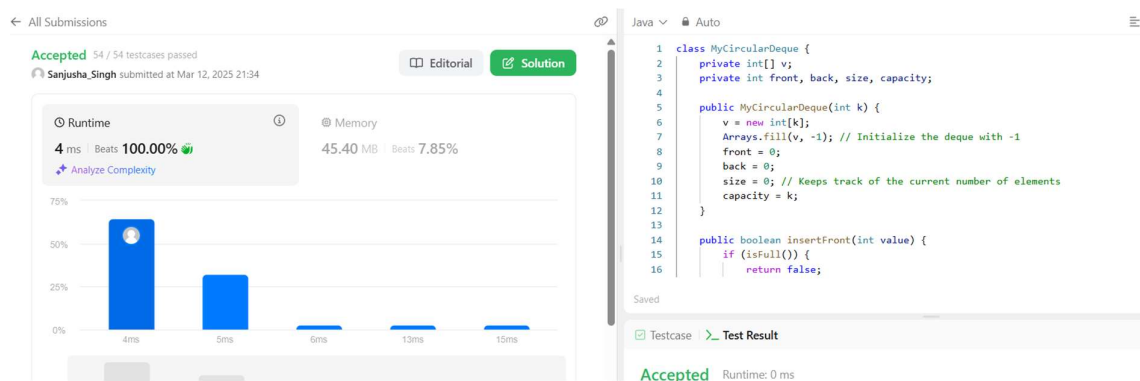 ← All Submissions
Accepted 54 / 54 testcases passed
Sanjusha_Singh submitted at Mar 12, 2025 21:34
Editorial
Solution
Runtime
4 ms Beats 100.00%
Analyze Complexity
Memory
45.40 MB Beats 7.85%
75%
50%
25%
0%
4ms 5ms 6ms 13ms 15ms
Java Auto
1 class MyCircularDeque {
2 private int[] v;
3 private int front, back, size, capacity;
4
5 public MyCircularDeque(int k) {
6 v = new int[k];
7 Arrays.fill(v, -1); // Initialize the deque with -1
8 front = 0;
9 back = 0;
10 size = 0; // Keeps track of the current number of elements
11 capacity = k;
12 }
13
14 public boolean insertFront(int value) {
15 if (isFull()) {
16 return false;
Saved
Testcase >_ Test Result
Accepted Runtime: 0 ms